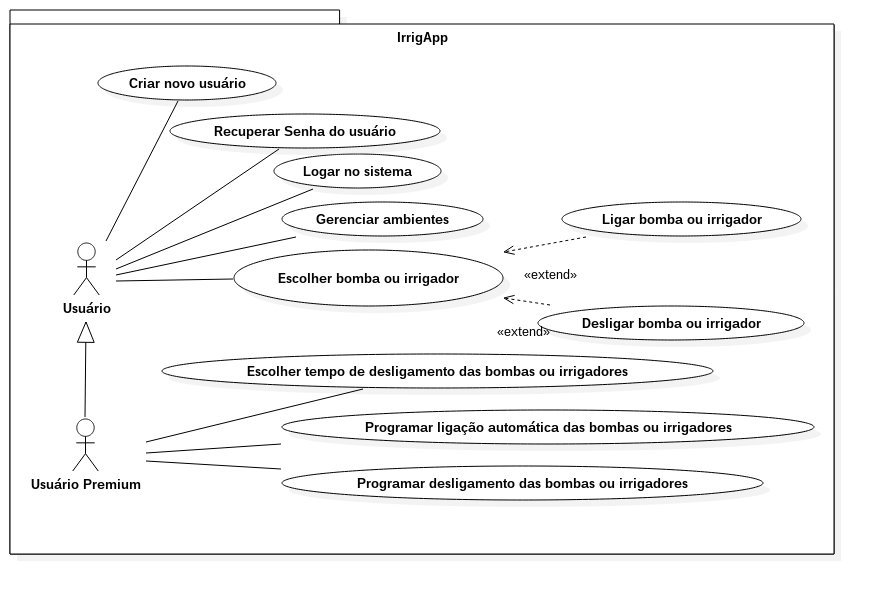 IrrigApp
Criar novo usuário
Recuperar Senha do usuário
Logar no sistema
Gerenciar ambientes
Ligar bomba ou irrigador
Escolher bomba ou irrigador
«extend»
Usuário
Desligar bomba ou irrigador
«extend»
Escolher tempo de desligamento das bombas ou irrigadores
Programar ligação automática das bombas ou irrigadores
Programar desligamento das bombas ou irrigadores
Usuário Premium